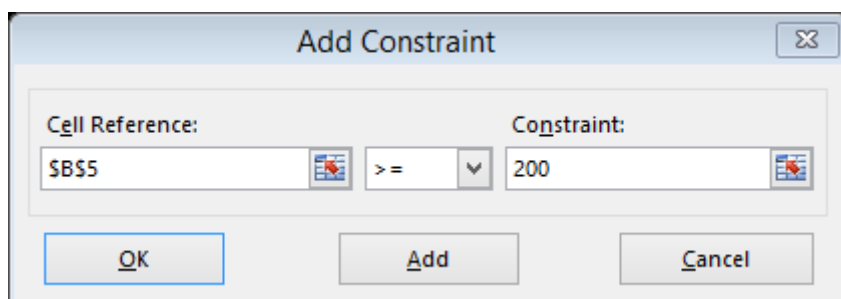 Add Constraint
Cell Reference: Constraint:
$B$5 >= 200
OK Add Cancel